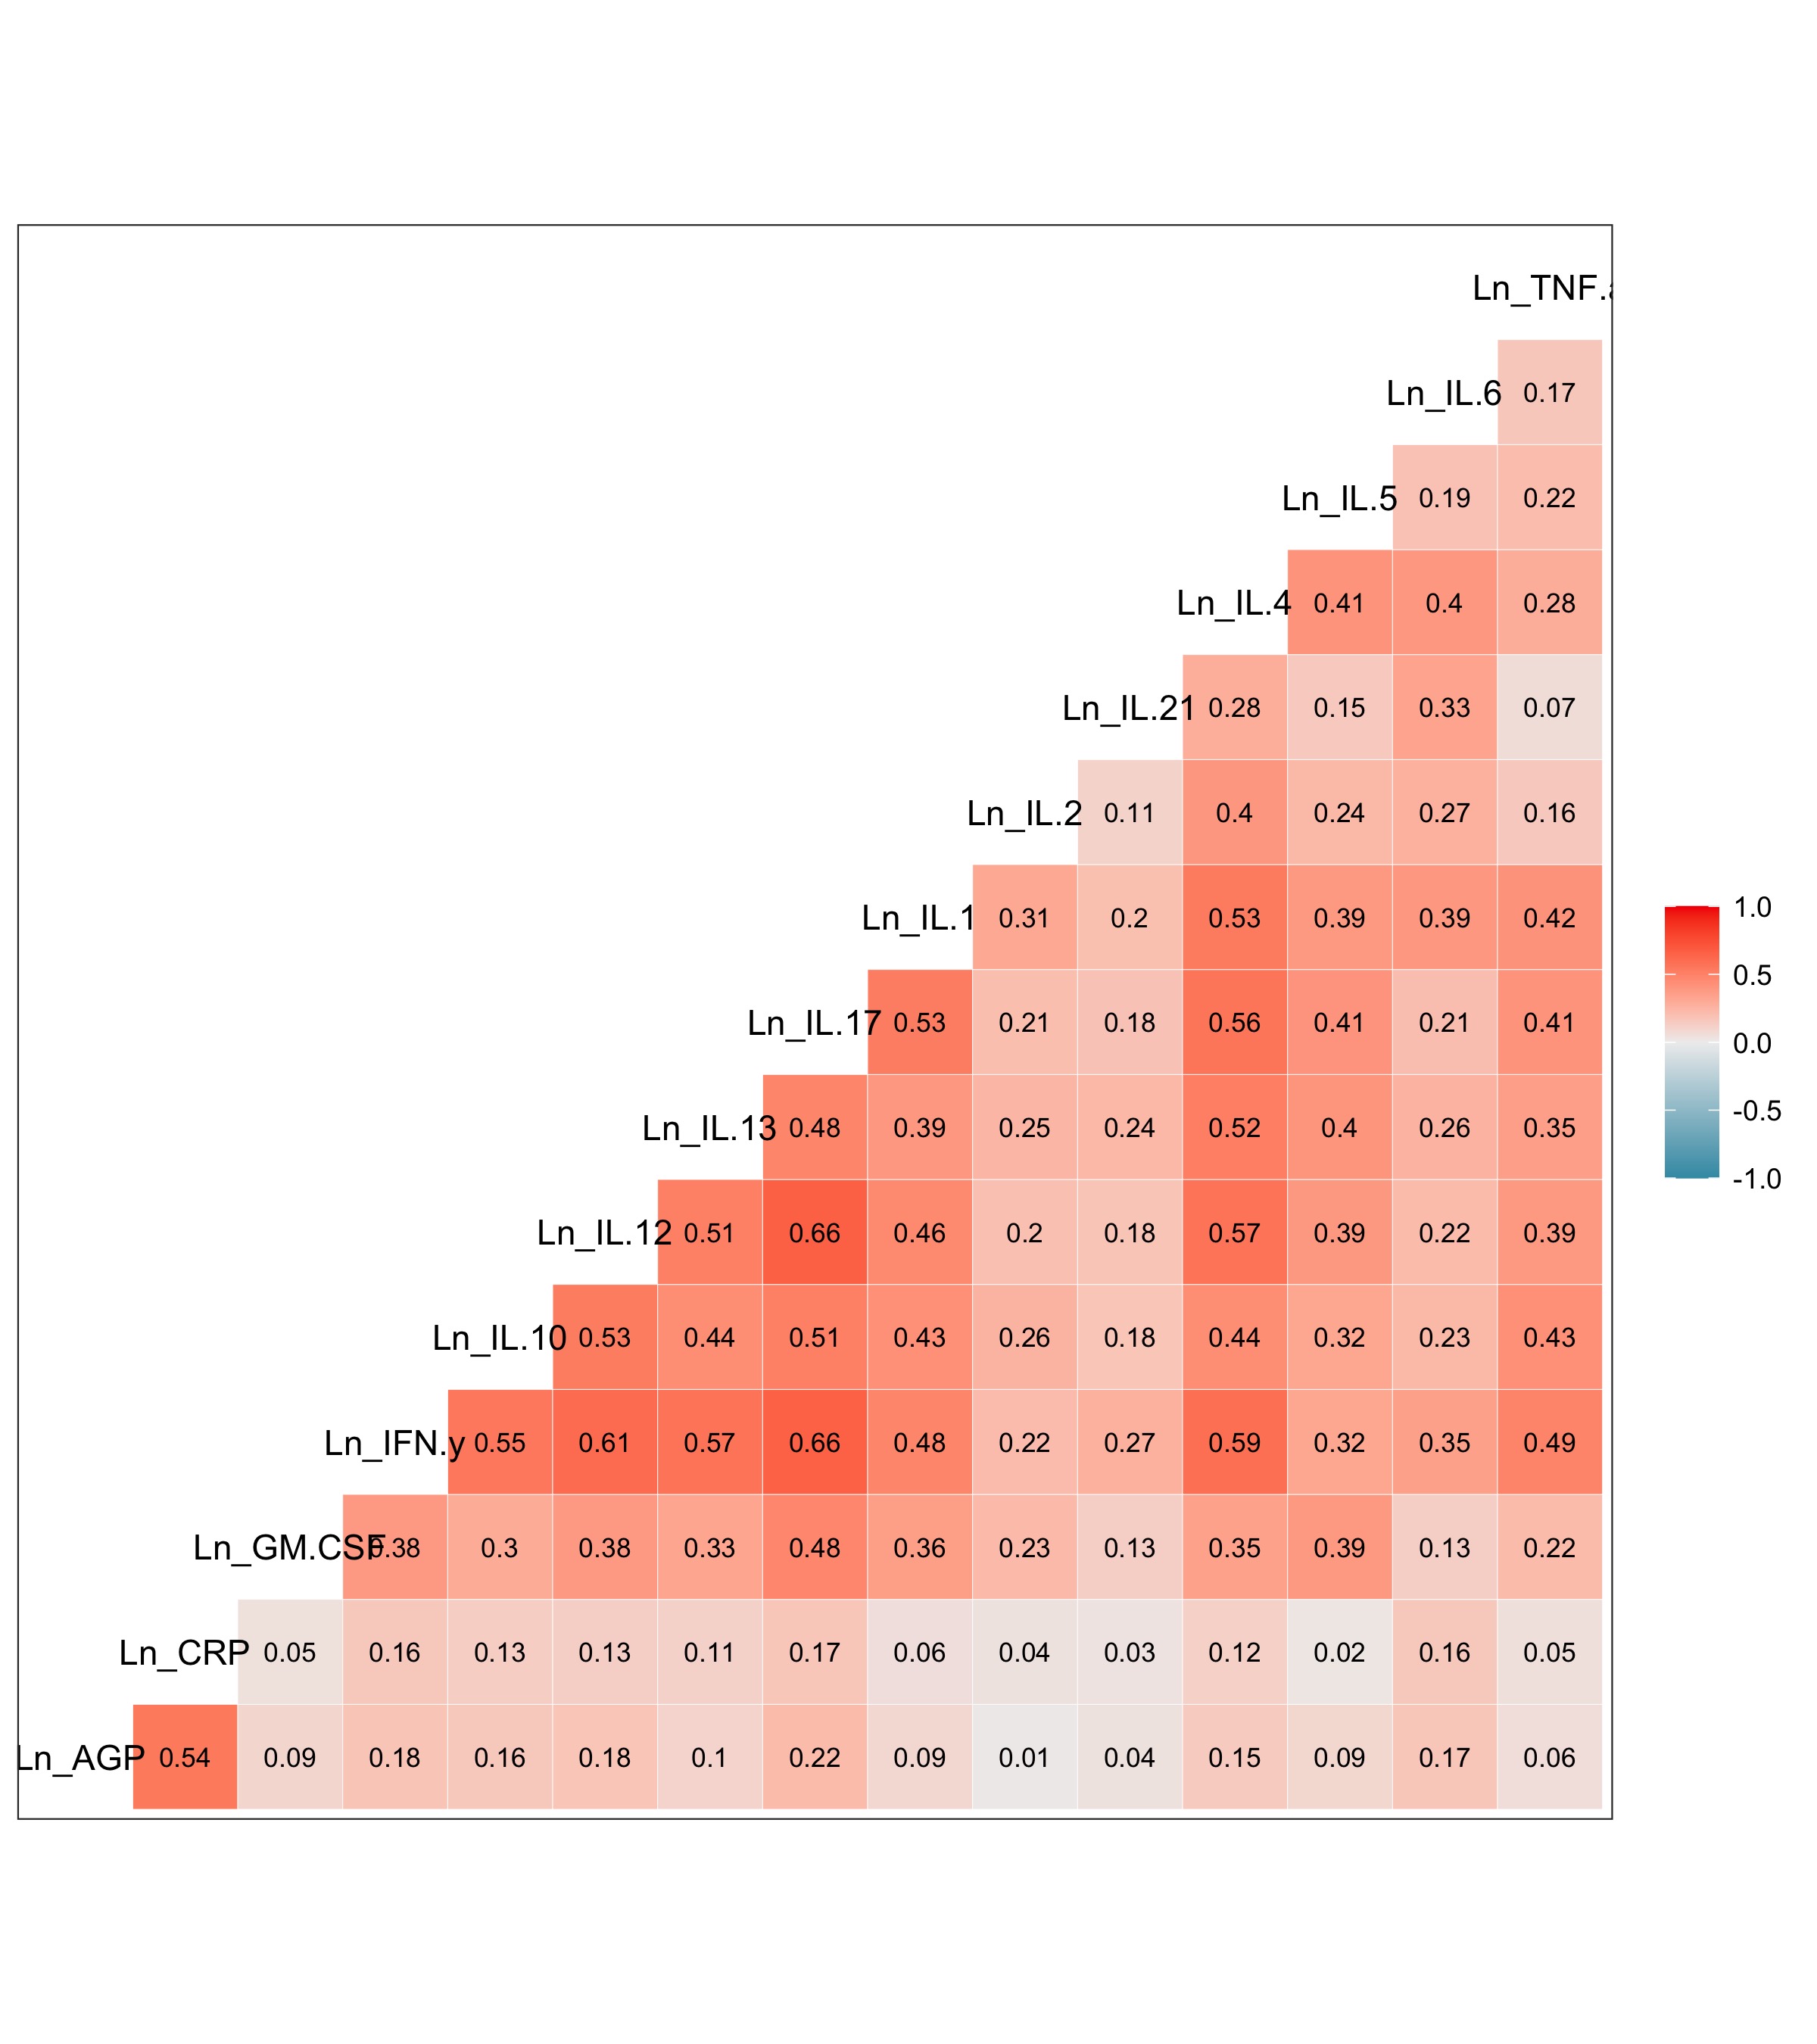 Ln_TNF.
Ln_IL.6 0.17
Ln_IL.5 0.19 0.22
Ln_IL.4 0.41 0.4 0.28
Ln_IL.21 0.28 0.15 0.33 0.07
Ln_IL.2 0.11 0.4 0.24 0.27 0.16
Ln_IL.1 0.31 0.2 0.53 0.39 0.39 0.42
Ln_IL.17 0.53 0.21 0.18 0.56 0.41 0.21 0.41
Ln_IL.13 0.48 0.39 0.25 0.24 0.52 0.4 0.26 0.35
Ln_IL.12 0.51 0.66 0.46 0.2 0.18 0.57 0.39 0.22 0.39
Ln_IL.10 0.53 0.44 0.51 0.43 0.26 0.18 0.44 0.32 0.23 0.43
Ln_IFN.y 0.55 0.61 0.57 0.66 0.48 0.22 0.27 0.59 0.32 0.35 0.49
Ln_GM.CSF 0.38 0.3 0.38 0.33 0.48 0.36 0.23 0.13 0.35 0.39 0.13 0.22
Ln_CRP 0.05 0.16 0.13 0.13 0.11 0.17 0.06 0.04 0.03 0.12 0.02 0.16 0.05
Ln_AGP 0.54 0.09 0.18 0.16 0.18 0.1 0.22 0.09 0.01 0.04 0.15 0.09 0.17 0.06
1.0
0.5
0.0
-0.5
-1.0